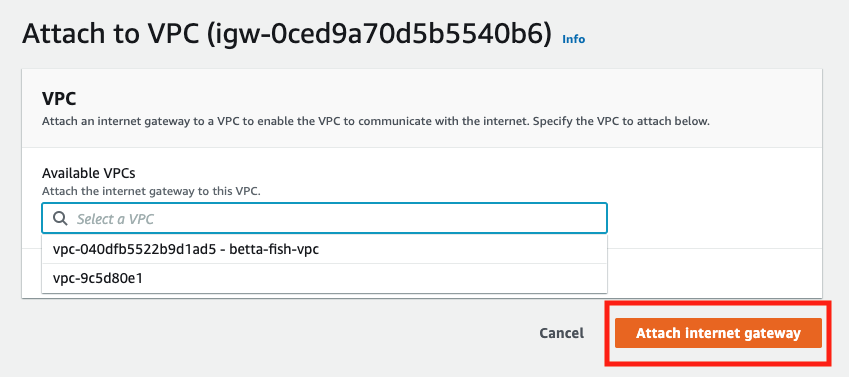 Attach to VPC (igw-0ced9a70d5b5540b6) Info
VPC
Attach an internet gateway to a VPC to enable the VPC to communicate with the internet. Specify the VPC to attach below.
Available VPCs
Attach the internet gateway to this VPC.
Select a VPC
vpc-040dfb5522b9d1ad5 - betta-fish-vpc
vpc-9c5d80e1
Cancel
Attach internet gateway